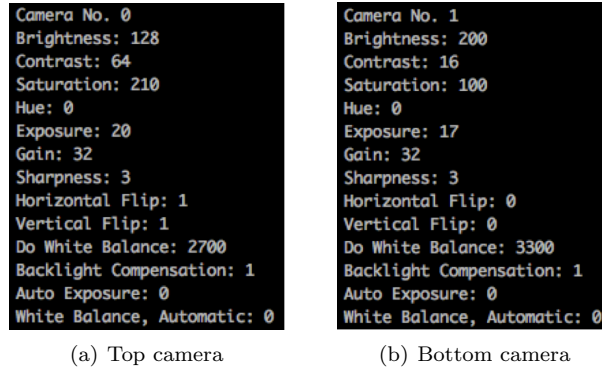 Camera No. 0
Brightness: 128
Contrast: 64
Saturation: 210
Hue: 0
Exposure: 20
Gain: 32
Sharpness: 3
Horizontal Flip: 1
Vertical Flip: 1
Do White Balance: 2700
Backlight Compensation: 1
Auto Exposure: 0
White Balance, Automatic: 0
(a) Top camera
Camera No. 1
Brightness: 200
Contrast: 16
Saturation: 100
Hue: 0
Exposure: 17
Gain: 32
Sharpness: 3
Horizontal Flip: 0
Vertical Flip: 0
Do White Balance: 3300
Backlight Compensation: 1
Auto Exposure: 0
White Balance, Automatic: 0
(b) Bottom camera